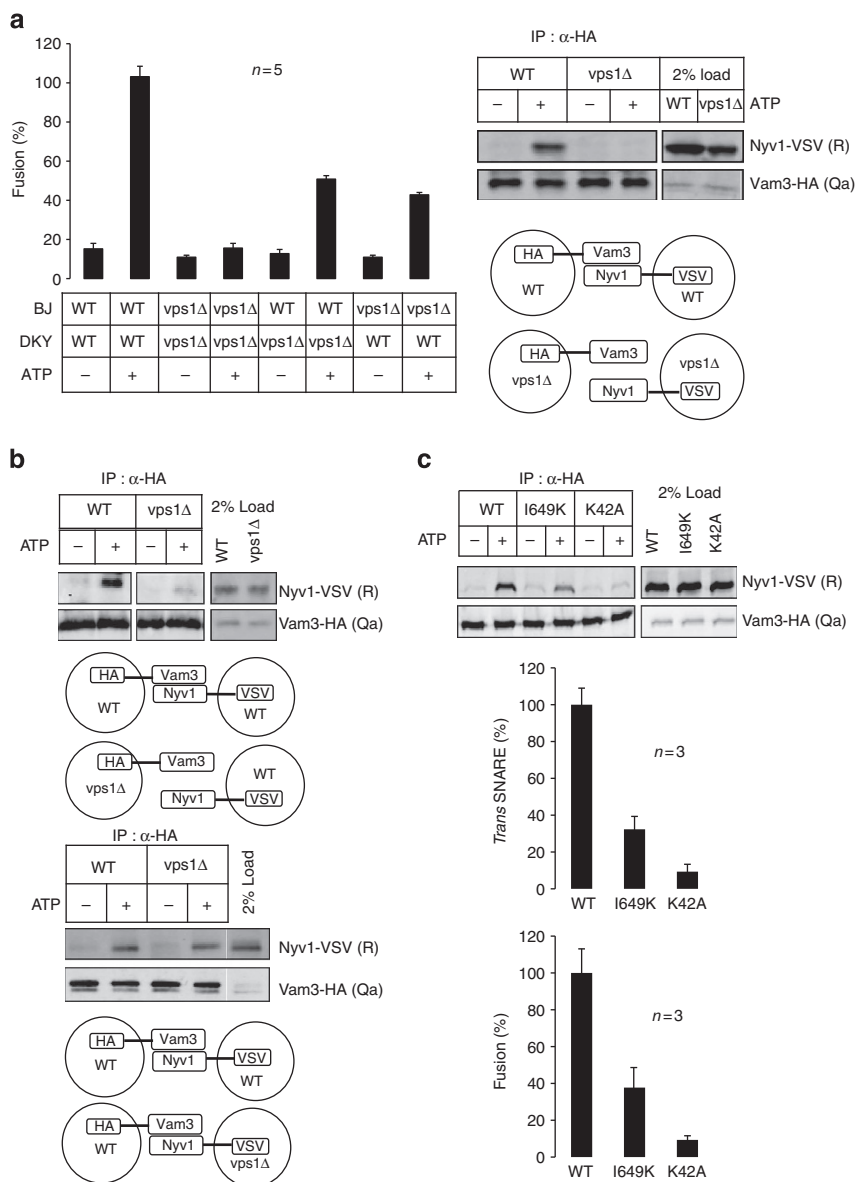 a
120
100
80
60
40
20
0
Fusion (%)
n=5
BJ WT WT vps1Δ vps1Δ WT WT vps1Δ vps1Δ
DKY WT WT vps1Δ vps1Δ vps1Δ vps1Δ WT WT
ATP − + − + − + − +
IP : α-HA
WT vps1Δ 2% load
− + − + WT vps1Δ ATP
Nyv1-VSV (R)
Vam3-HA (Qa)
HA Vam3
Nyv1 VSV
WT WT
HA Vam3
vps1Δ vps1Δ
Nyv1 VSV
b
IP : α-HA
WT vps1Δ 2% Load
ATP − + − + WT vps1Δ
Nyv1-VSV (R)
Vam3-HA (Qa)
HA Vam3
Nyv1 VSV
WT WT
HA Vam3
vps1Δ WT
Nyv1 VSV
IP : α-HA
WT vps1Δ 2% Load
ATP − + − +
Nyv1-VSV (R)
Vam3-HA (Qa)
HA Vam3
Nyv1 VSV
WT WT
HA Vam3
Nyv1 VSV
WT vps1Δ
c
IP : α-HA
WT I649K K42A 2% Load
ATP − + − + − + WT I649K K42A
Nyv1-VSV (R)
Vam3-HA (Qa)
120
100
80
60
40
20
0
Trans SNARE (%)
n=3
WT I649K K42A
120
100
80
60
40
20
0
Fusion (%)
n=3
WT I649K K42A